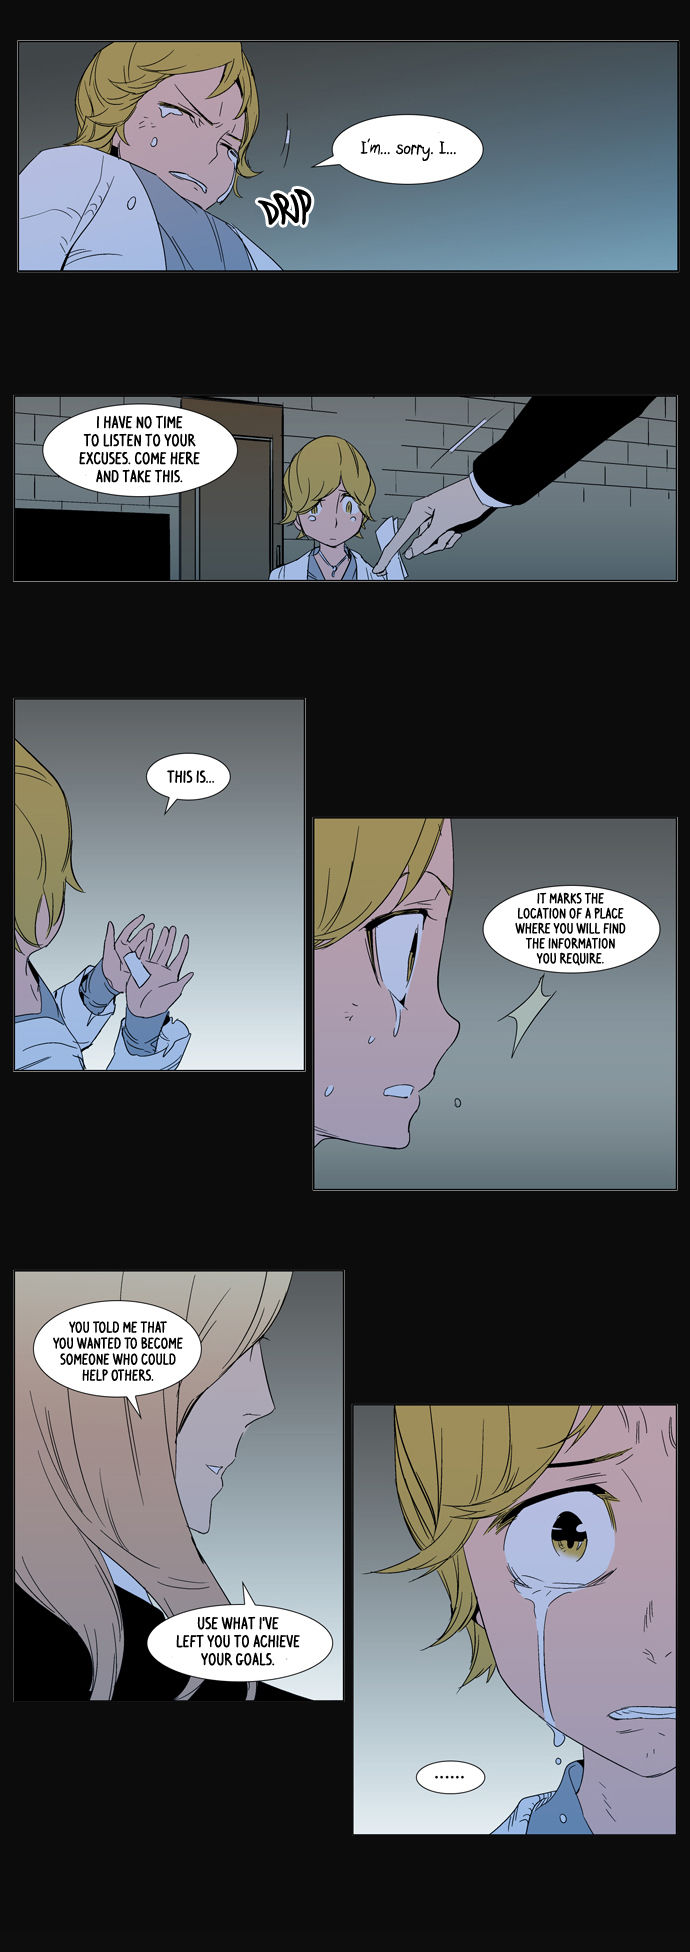 I'm... sorry. I...
DRIP
I HAVE NO TIME
TO LISTEN TO YOUR
EXCUSES. COME HERE
AND TAKE THIS.
THIS IS...
IT MARKS THE
LOCATION OF A PLACE
WHERE YOU WILL FIND
THE INFORMATION
YOU REQUIRE.
YOU TOLD ME THAT
YOU WANTED TO BECOME
SOMEONE WHO COULD
HELP OTHERS.
USE WHAT I'VE
LEFT YOU TO ACHIEVE
YOUR GOALS.
......